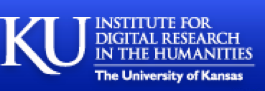 KU INSTITUTE FOR
DIGITAL RESEARCH
IN THE HUMANITIES
The University of Kansas